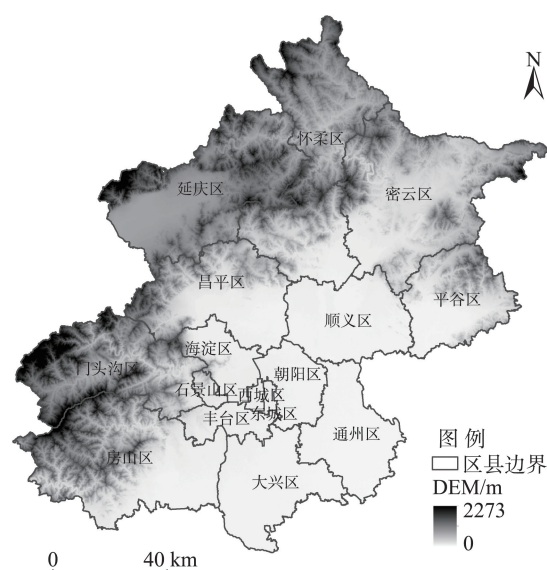 N
怀柔区
延庆区
密云区
昌平区
平谷区
顺义区
海淀区
门头沟区
朝阳区
石景山区
西城区
东城区
丰台区
通州区
房山区
大兴区
图 例
区县边界
DEM/m
2273
0
0 40 km